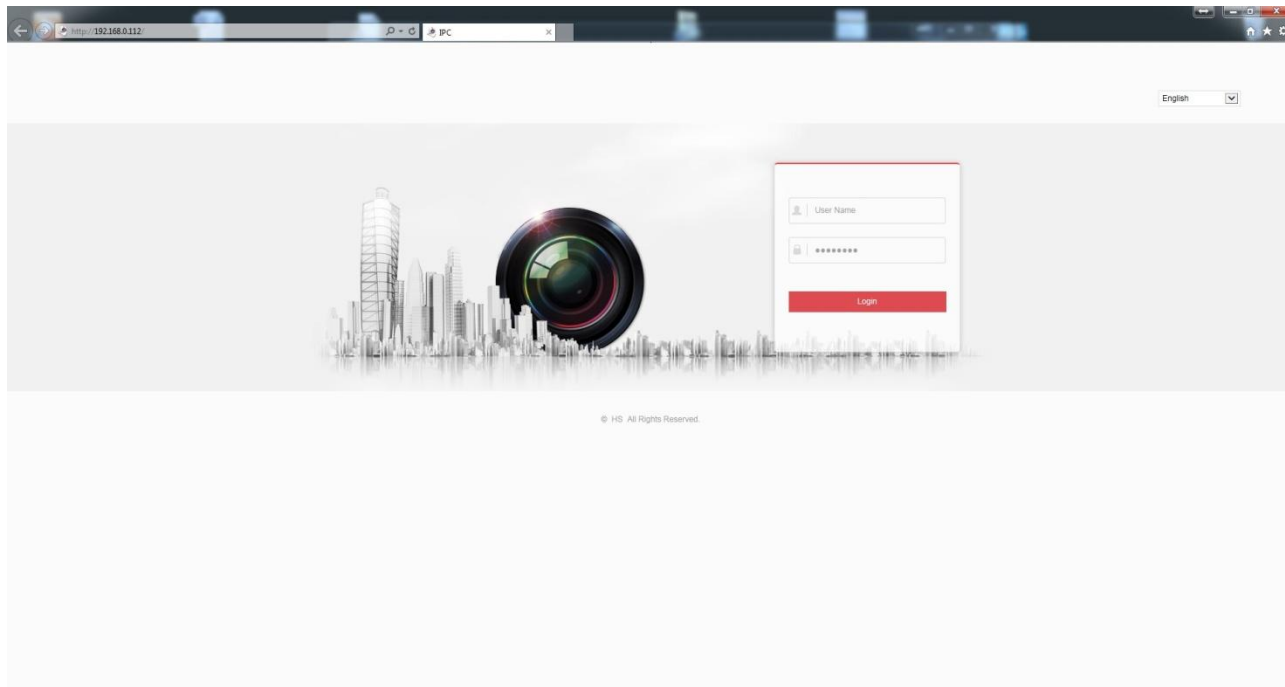 http://192.168.0.112/
IPC
English
User Name
Login
© HS All Rights Reserved.